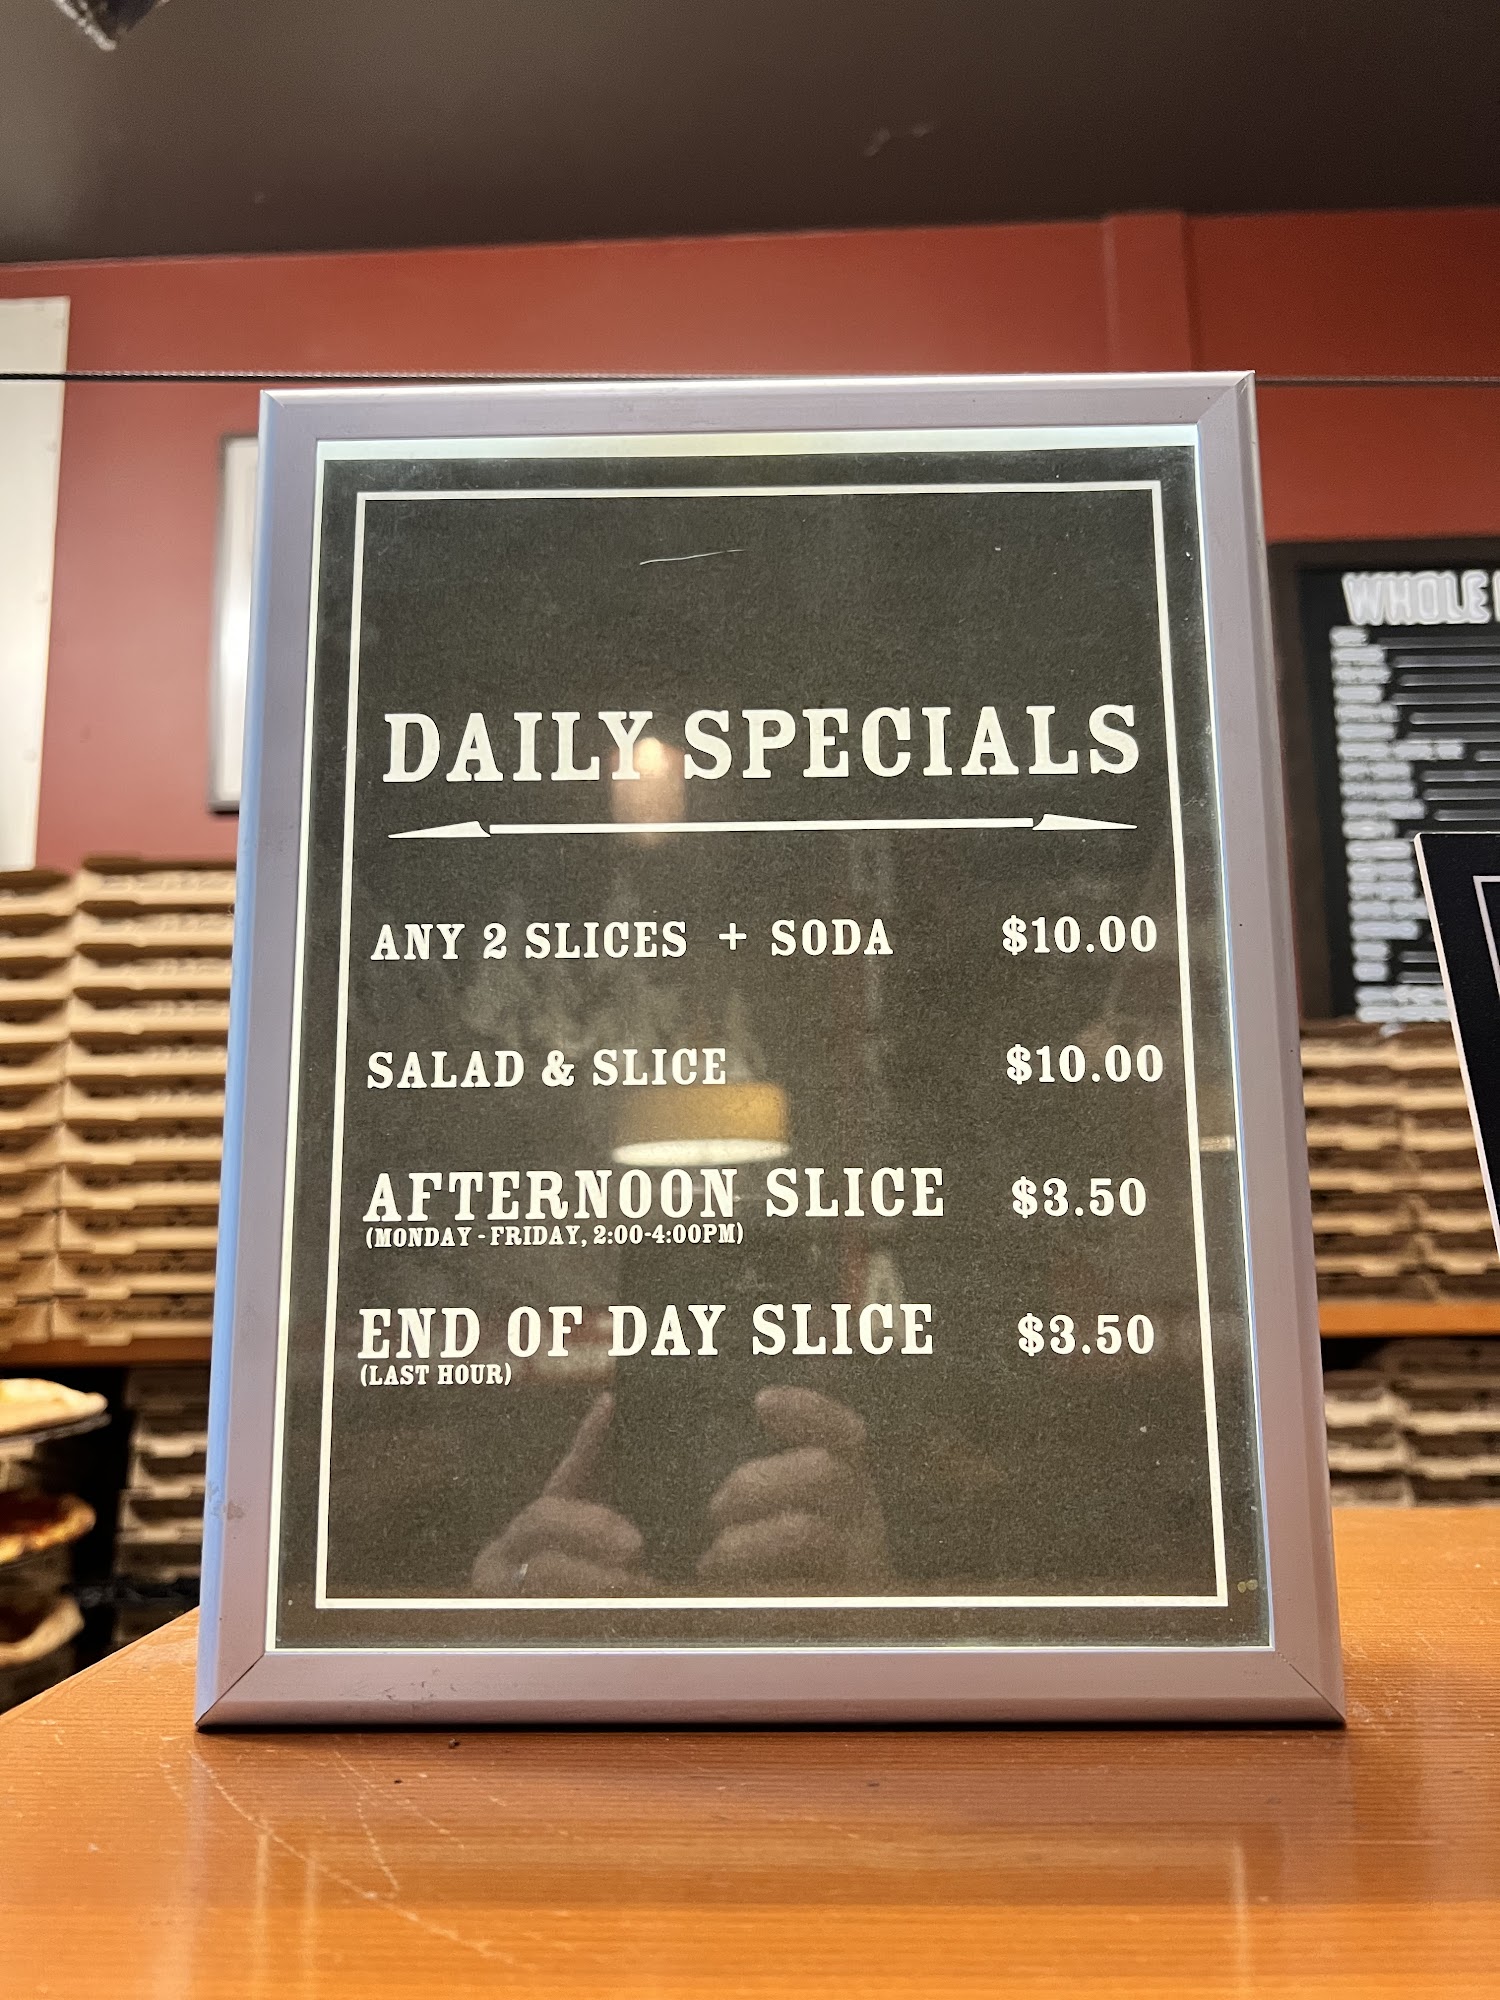 DAILY SPECIALS
ANY 2 SLICES + SODA $10.00
SALAD & SLICE $10.00
AFTERNOON SLICE $3.50
(MONDAY - FRIDAY, 2:00-4:00PM)
END OF DAY SLICE $3.50
(LAST HOUR)
WHOLE